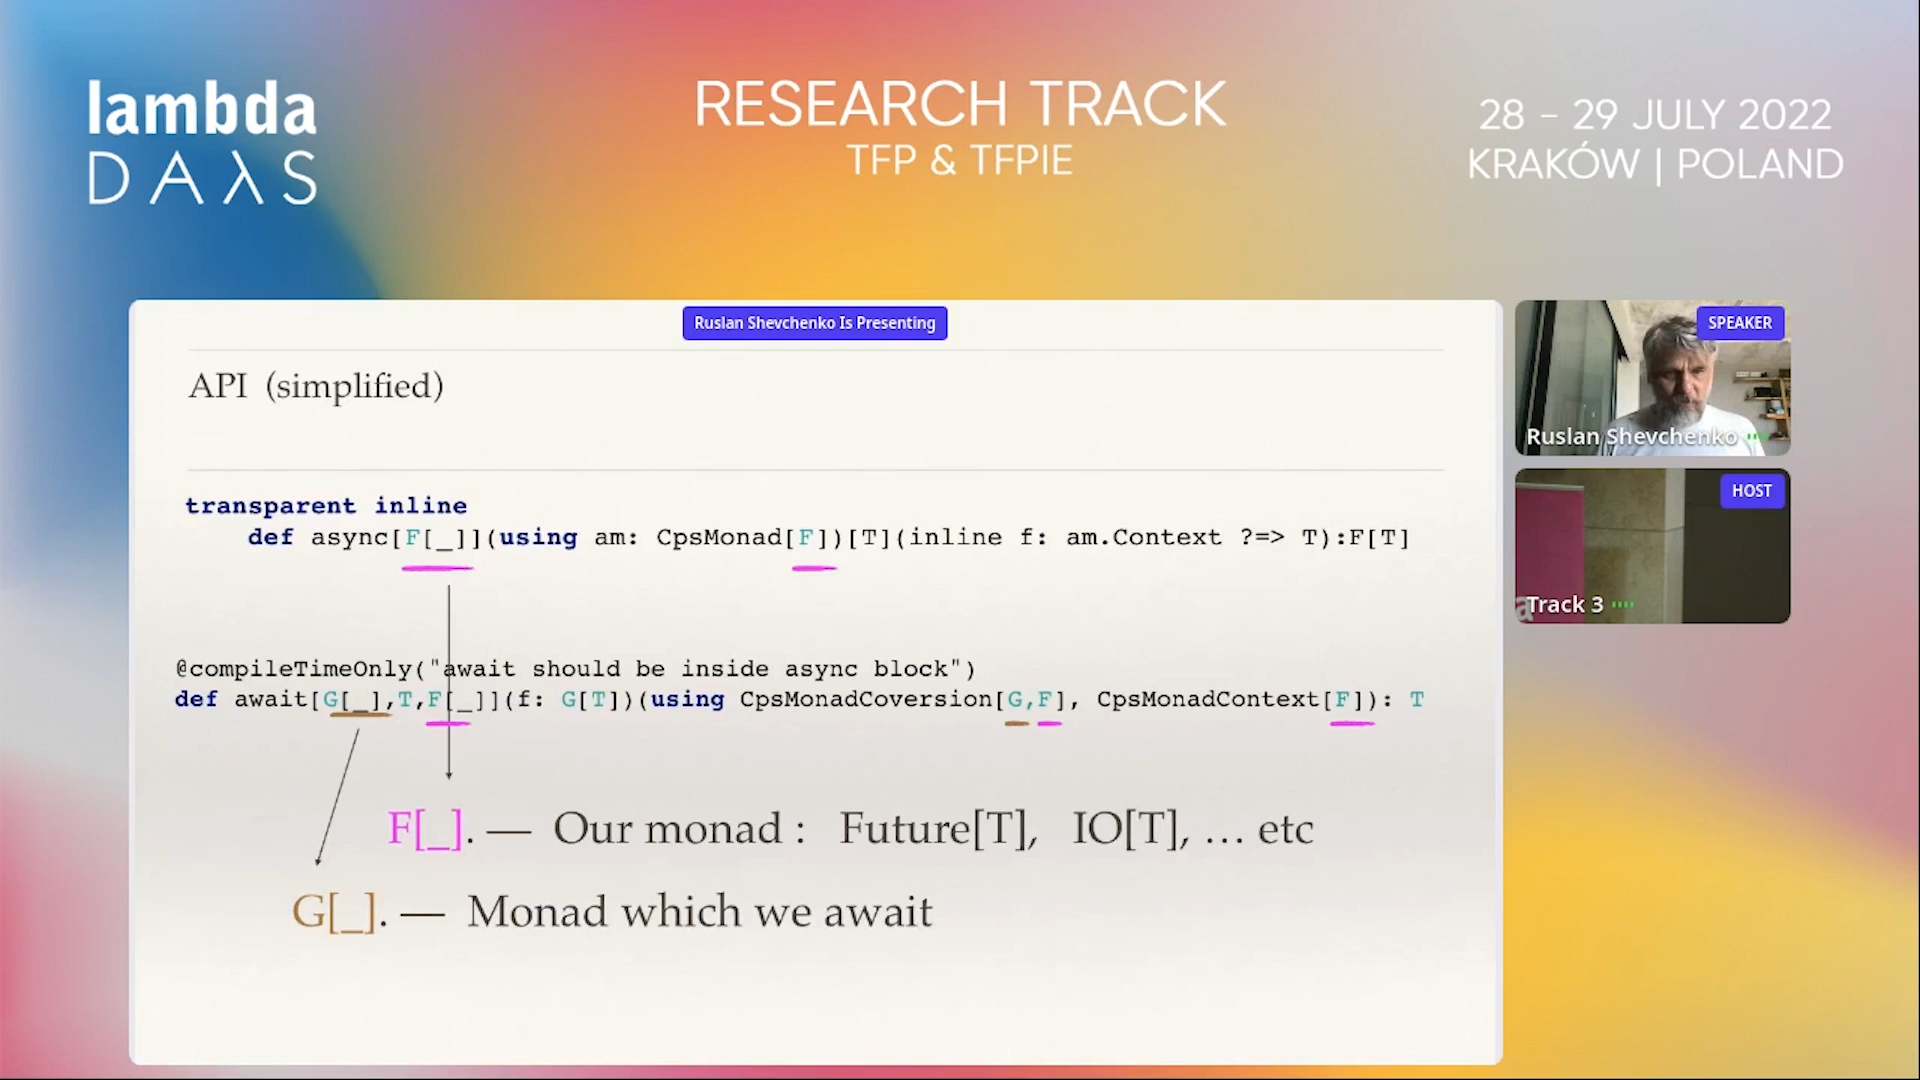 lambda
DAλS
RESEARCH TRACK
TFP & TFPIE
28 – 29 JULY 2022
KRAKÓW | POLAND
Ruslan Shevchenko Is Presenting
API (simplified)
transparent inline
def async[F[_]](using am: CpsMonad[F])[T](inline f: am.Context ?=> T):F[T]
@compileTimeOnly("await should be inside async block")
def await[G[_],T,F[_]](f: G[T])(using CpsMonadCoversion[G,F], CpsMonadContext[F]): T
F[_]. — Our monad : Future[T], IO[T], … etc
G[_]. — Monad which we await
SPEAKER
Ruslan Shevchenko
HOST
Track 3